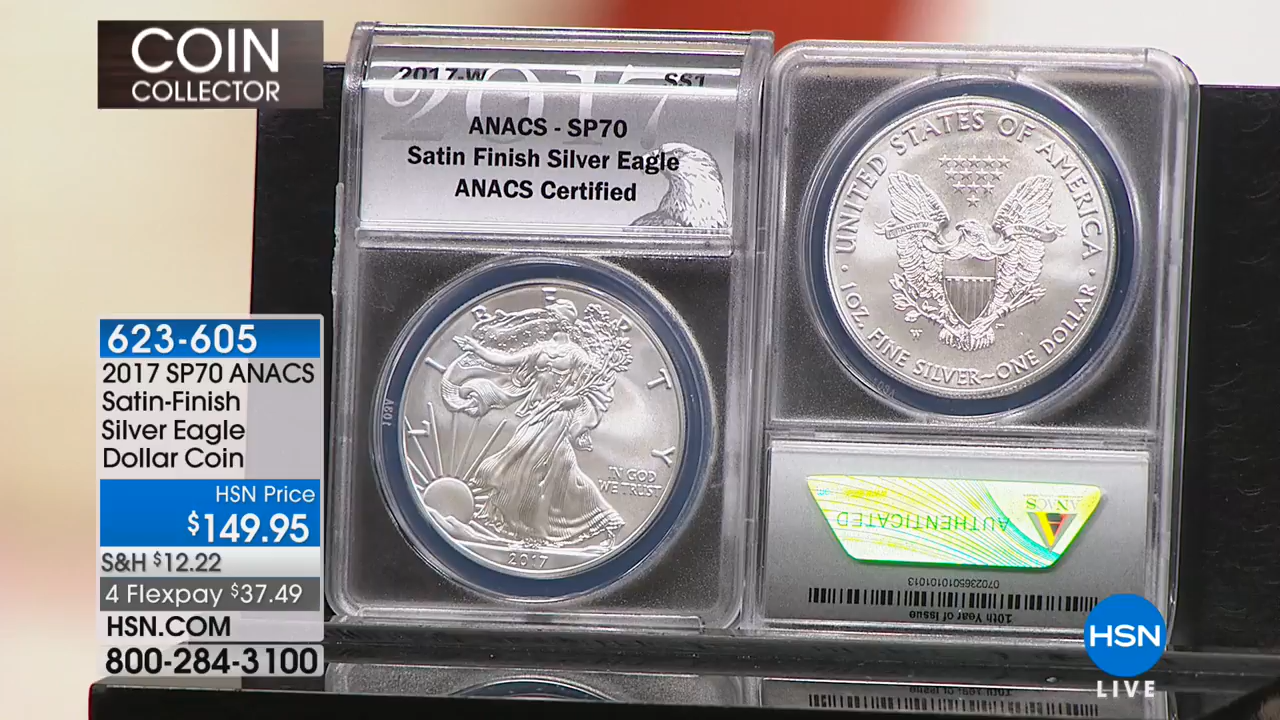 COIN
COLLECTOR
2017-W S$1
2017
ANACS - SP70
Satin Finish Silver Eagle
ANACS Certified
LIBERTY
IN GOD
WE TRUST
2017
UNITED STATES OF AMERICA
1 OZ. FINE SILVER~ONE DOLLAR
ANACS
AUTHENTICATED
0702365010101013
10th Year of Issue
623-605
2017 SP70 ANACS
Satin-Finish
Silver Eagle
Dollar Coin
HSN Price
$149.95
S&H $12.22
4 Flexpay $37.49
HSN.COM
800-284-3100
HSN
LIVE